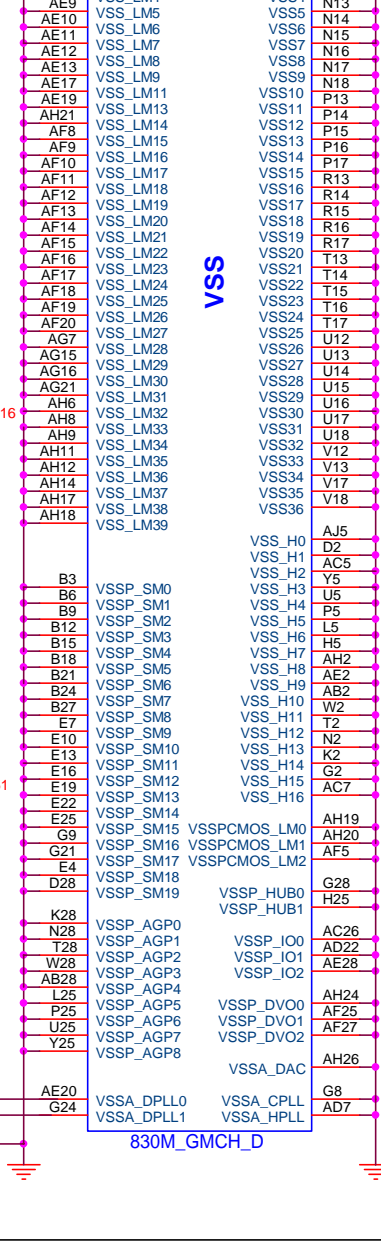 AE9 VSS_LM5 VSS5 N13
AE10 VSS_LM6 VSS6 N14
AE11 VSS_LM7 VSS7 N15
AE12 VSS_LM8 VSS8 N16
AE13 VSS_LM9 VSS9 N17
AE17 VSS_LM11 VSS10 N18
AE19 VSS_LM13 VSS11 P13
AH21 VSS_LM14 VSS12 P14
AF8 VSS_LM15 VSS13 P15
AF9 VSS_LM16 VSS14 P16
AF10 VSS_LM17 VSS15 P17
AF11 VSS_LM18 VSS16 R13
AF12 VSS_LM19 VSS17 R14
AF13 VSS_LM20 VSS18 R15
AF14 VSS_LM21 VSS19 R16
AF15 VSS_LM22 VSS20 R17
AF16 VSS_LM23 VSS21 T13
AF17 VSS_LM24 VSS22 T14
AF18 VSS_LM25 VSS23 T15
AF19 VSS_LM26 VSS24 T16
AF20 VSS_LM27 VSS25 T17
AG7 VSS_LM28 VSS26 U12
AG15 VSS_LM29 VSS27 U13
AG16 VSS_LM30 VSS28 U14
AG21 VSS_LM31 VSS29 U15
AH6 VSS_LM32 VSS30 U16
AH8 VSS_LM33 VSS31 U17
AH9 VSS_LM34 VSS32 U18
AH11 VSS_LM35 VSS33 V12
AH12 VSS_LM36 VSS34 V13
AH14 VSS_LM37 VSS35 V17
AH17 VSS_LM38 VSS36 V18
AH18 VSS_LM39
VSS
16
VSS_H0 AJ5
VSS_H1 D2
VSS_H2 AC5
B3 VSSP_SM0 VSS_H3 Y5
B6 VSSP_SM1 VSS_H4 U5
B9 VSSP_SM2 VSS_H5 P5
B12 VSSP_SM3 VSS_H6 L5
B15 VSSP_SM4 VSS_H7 H5
B18 VSSP_SM5 VSS_H8 AH2
B21 VSSP_SM6 VSS_H9 AE2
B24 VSSP_SM7 VSS_H10 AB2
B27 VSSP_SM8 VSS_H11 W2
E7 VSSP_SM9 VSS_H12 T2
E10 VSSP_SM10 VSS_H13 N2
E13 VSSP_SM11 VSS_H14 K2
E16 VSSP_SM12 VSS_H15 G2
E19 VSSP_SM13 VSS_H16 AC7
E22 VSSP_SM14
E25 VSSP_SM15 VSSPCMOS_LM0 AH19
G9 VSSP_SM16 VSSPCMOS_LM1 AH20
G21 VSSP_SM17 VSSPCMOS_LM2 AF5
E4 VSSP_SM18
D28 VSSP_SM19 VSSP_HUB0 G28
VSSP_HUB1 H25
K28 VSSP_AGP0
N28 VSSP_AGP1 VSSP_IO0 AC26
T28 VSSP_AGP2 VSSP_IO1 AD22
W28 VSSP_AGP3 VSSP_IO2 AE28
AB28 VSSP_AGP4
L25 VSSP_AGP5 VSSP_DVO0 AH24
P25 VSSP_AGP6 VSSP_DVO1 AF25
U25 VSSP_AGP7 VSSP_DVO2 AF27
Y25 VSSP_AGP8
VSSA_DAC AH26
AE20 VSSA_DPLL0 VSSA_CPLL G8
G24 VSSA_DPLL1 VSSA_HPLL AD7
830M_GMCH_D